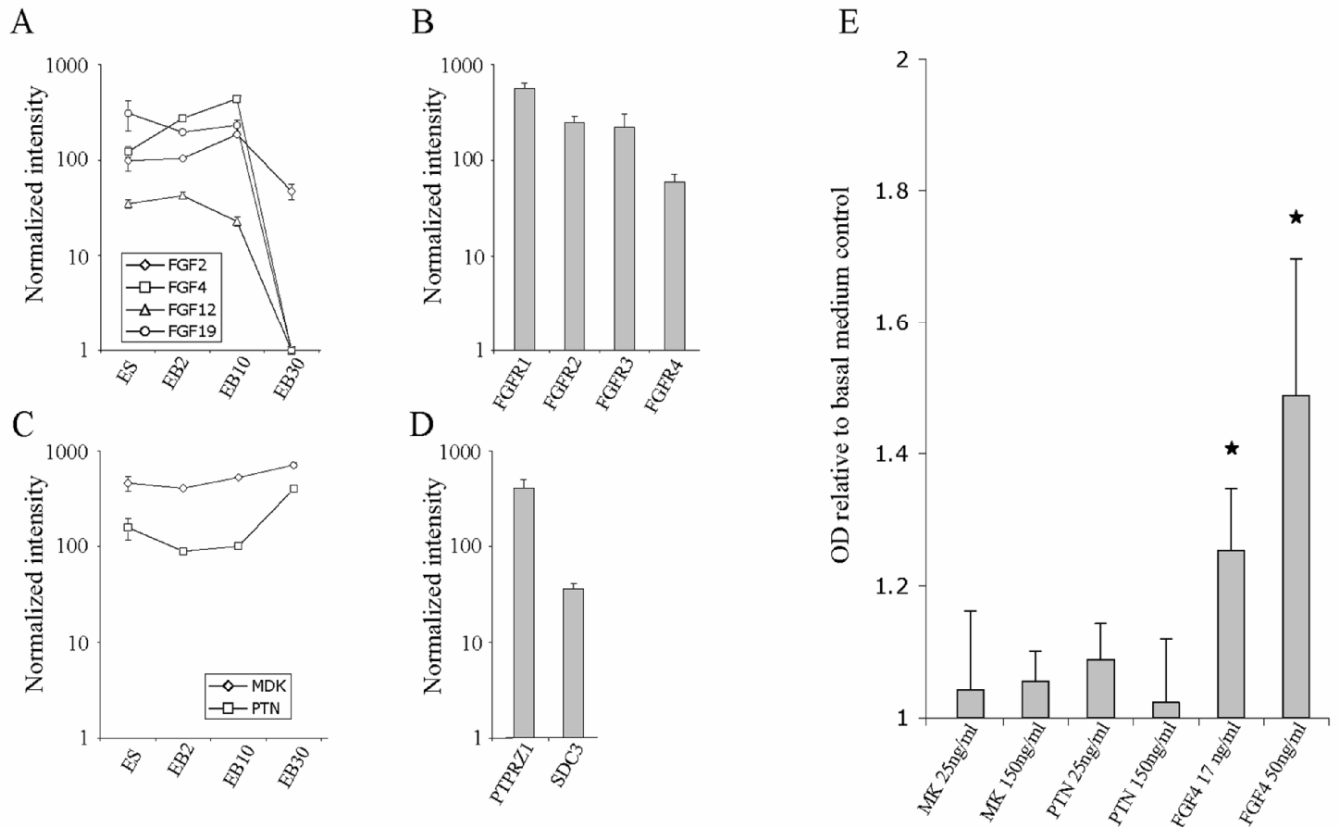 A
Normalized intensity
1000
100
10
1
FGF2
FGF4
FGF12
FGF19
ES
EB2
EB10
EB30
B
Normalized intensity
1000
100
10
1
FGFR1
FGFR2
FGFR3
FGFR4
C
Normalized intensity
1000
100
10
1
MDK
PTN
ES
EB2
EB10
EB30
D
Normalized intensity
1000
100
10
1
PTPRZ1
SDC3
E
OD relative to basal medium control
2
1.8
1.6
1.4
1.2
1
MK 25ng/ml
MK 150ng/ml
PTN 25ng/ml
PTN 150ng/ml
FGF4 17 ng/ml
FGF4 50ng/ml